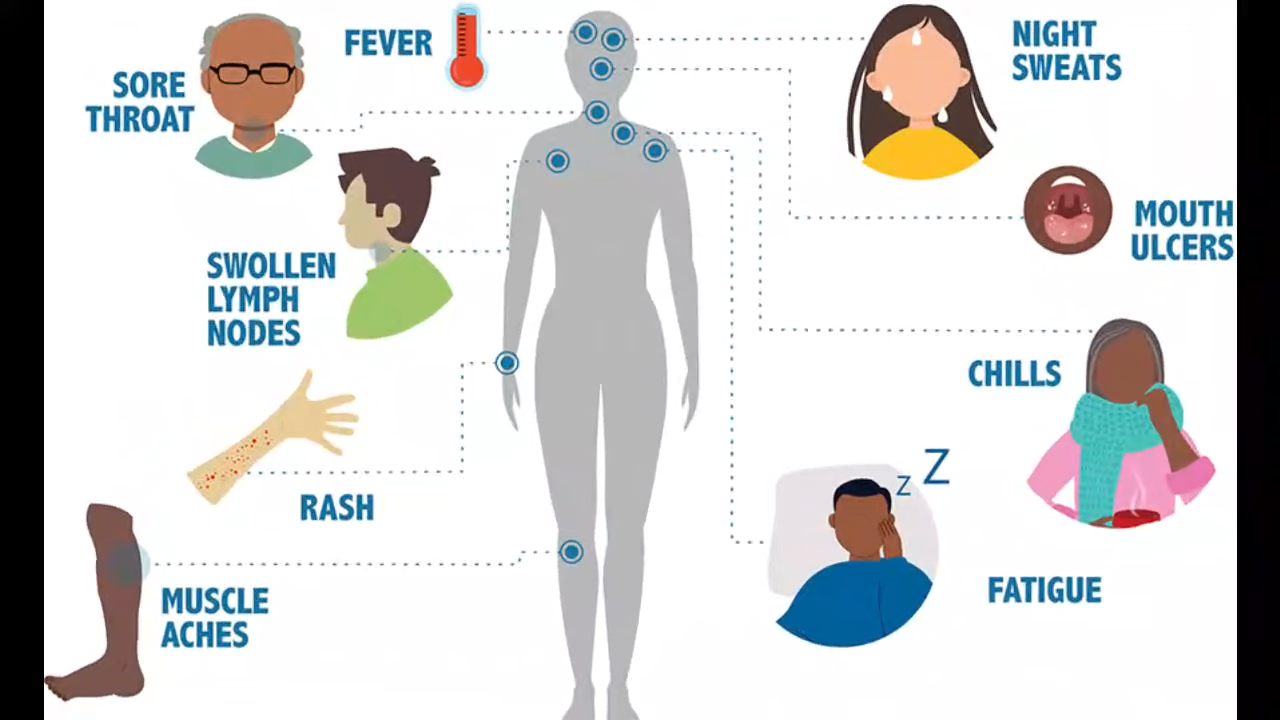 FEVER
SORE
THROAT
SWOLLEN
LYMPH
NODES
RASH
MUSCLE
ACHES
NIGHT
SWEATS
MOUTH
ULCERS
CHILLS
z Z
FATIGUE